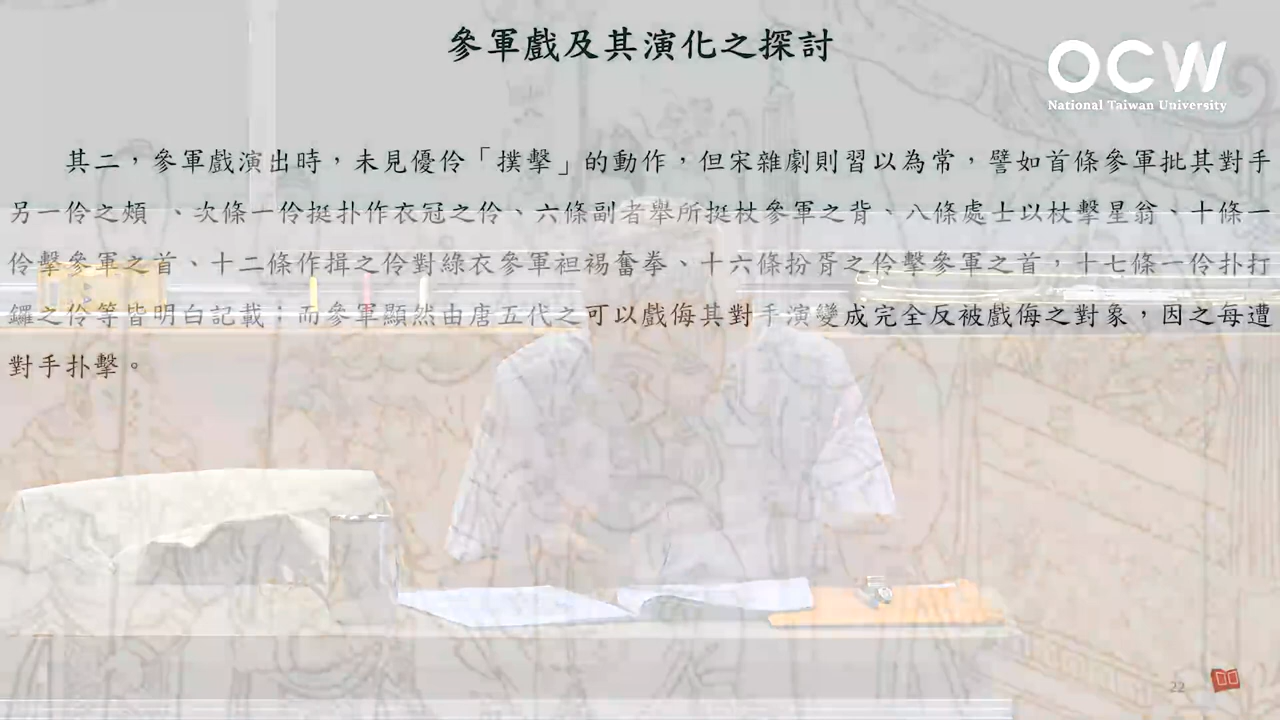 參軍戲及其演化之探討
OCW
National Taiwan University
其二，參軍戲演出時，未見優伶「撲擊」的動作，但宋雜劇則習以為常，譬如首條參軍批其對手
另一伶之頰 、次條一伶挺扑作衣冠之伶、六條副者舉所挺杖參軍之背、八條處士以杖擊星翁、十條一
伶擊參軍之首、十二條作揖之伶對綠衣參軍袒裼奮拳、十六條扮胥之伶擊參軍之首，十七條一伶扑打
鑼之伶等皆明白記載；而參軍顯然由唐五代之可以戲侮其對手演變成完全反被戲侮之對象，因之每遭
對手扑擊。
22